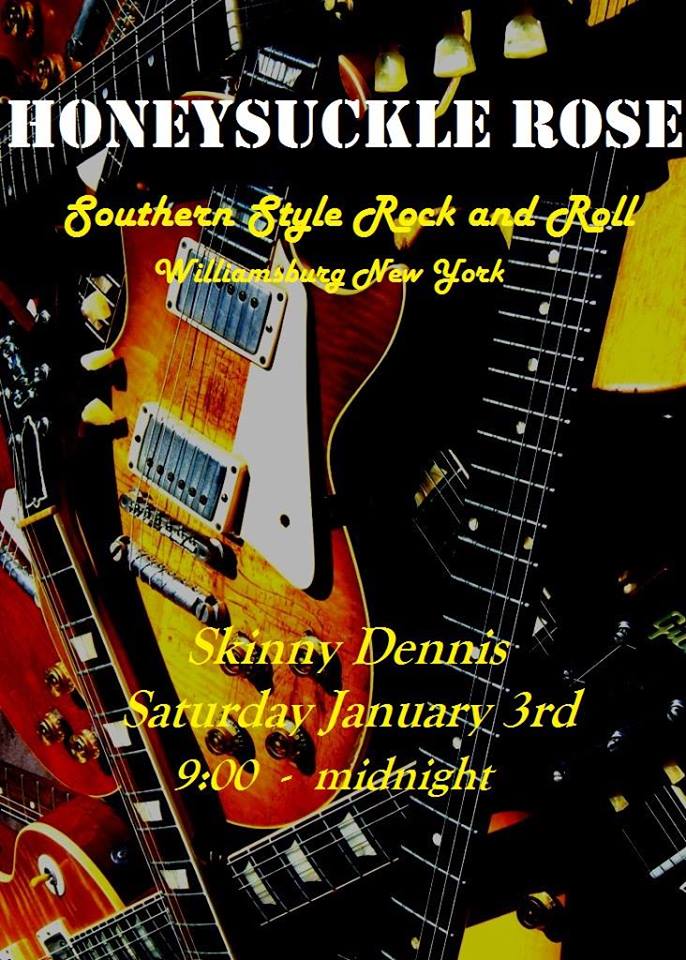 HONEYSUCKLE ROSE
Southern Style Rock and Roll
Williamsburg New York
Skinny Dennis
Saturday January 3rd
9:00 - midnight